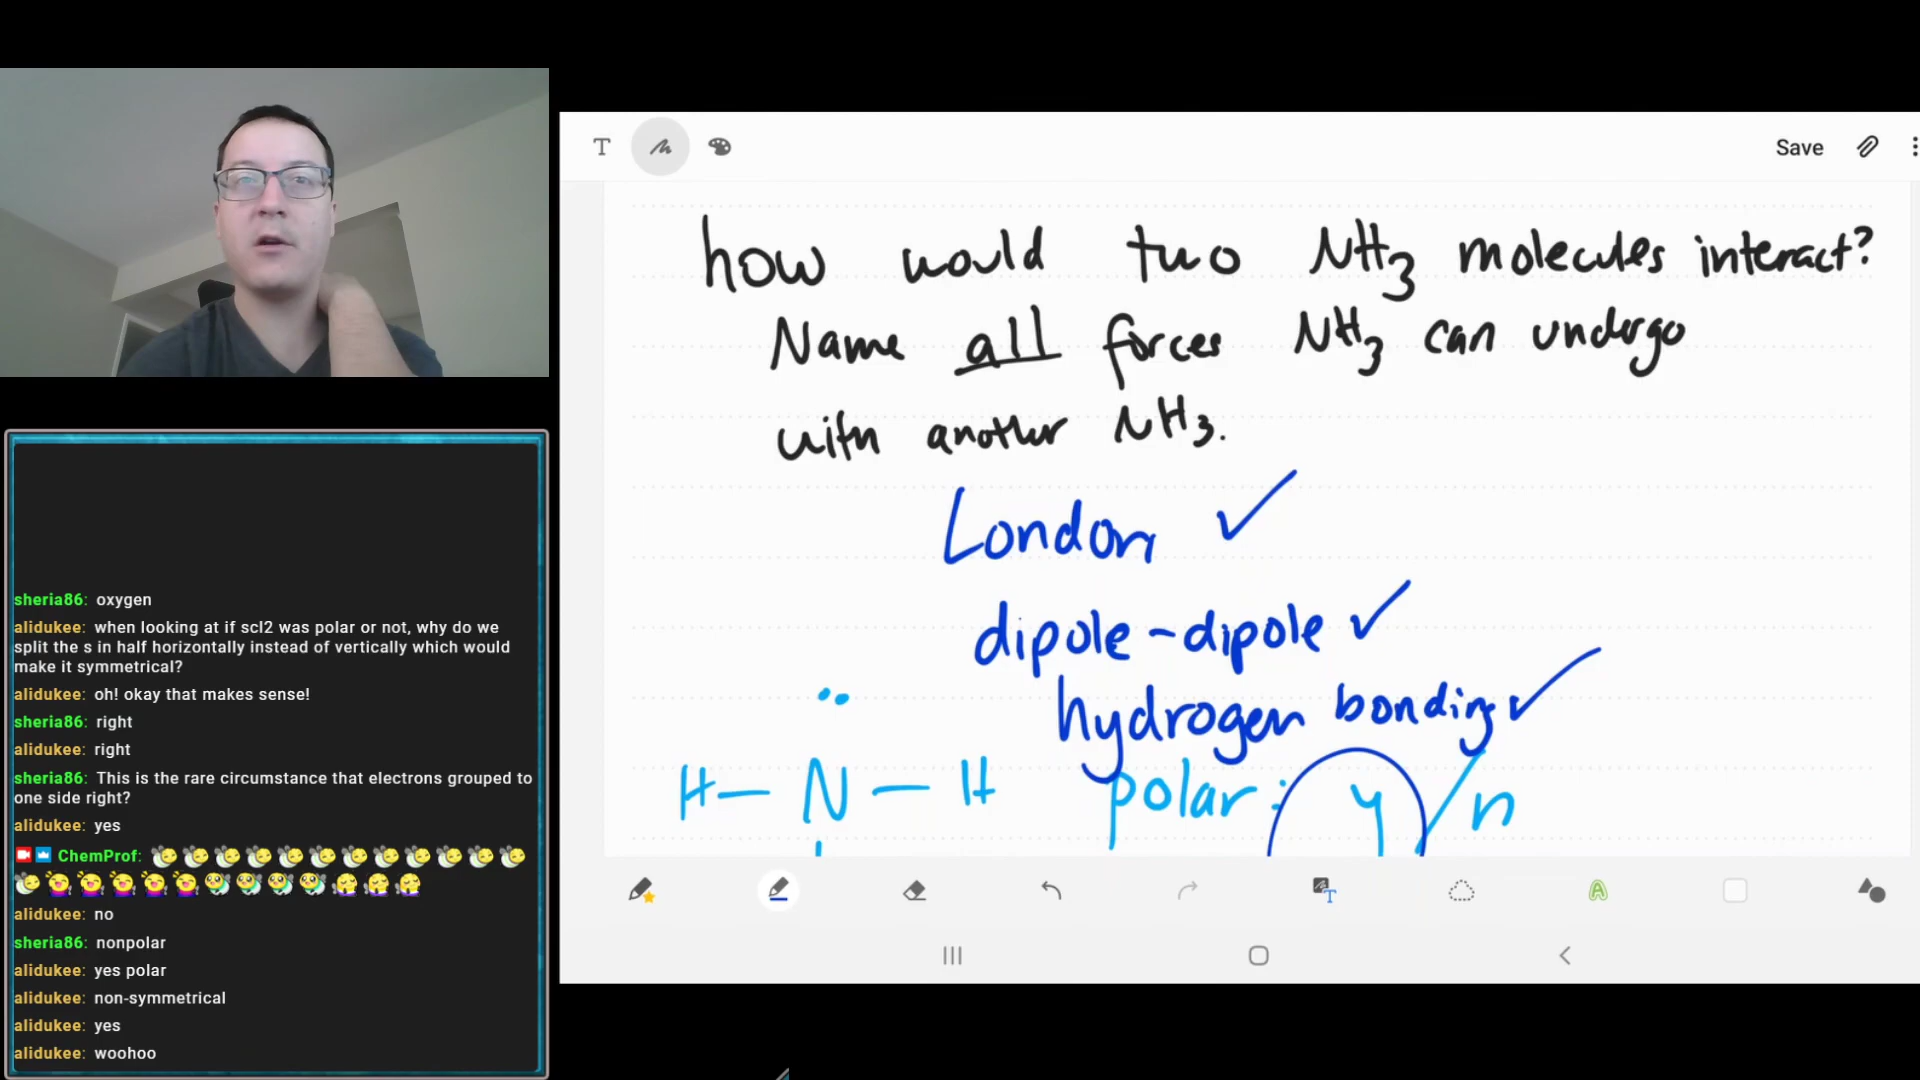 T
Save
how would two NH3 molecules interact?
Name all forces NH3 can undergo
with another NH3.
London ✓
dipole-dipole ✓
hydrogen bonding ✓
H — N — H polar: y/n
sheria86: oxygen
alidukee: when looking at if scl2 was polar or not, why do we
split the s in half horizontally instead of vertically which would
make it symmetrical?
alidukee: oh! okay that makes sense!
sheria86: right
alidukee: right
sheria86: This is the rare circumstance that electrons grouped to
one side right?
alidukee: yes
ChemProf:
alidukee: no
sheria86: nonpolar
alidukee: yes polar
alidukee: non-symmetrical
alidukee: yes
alidukee: woohoo
T
A